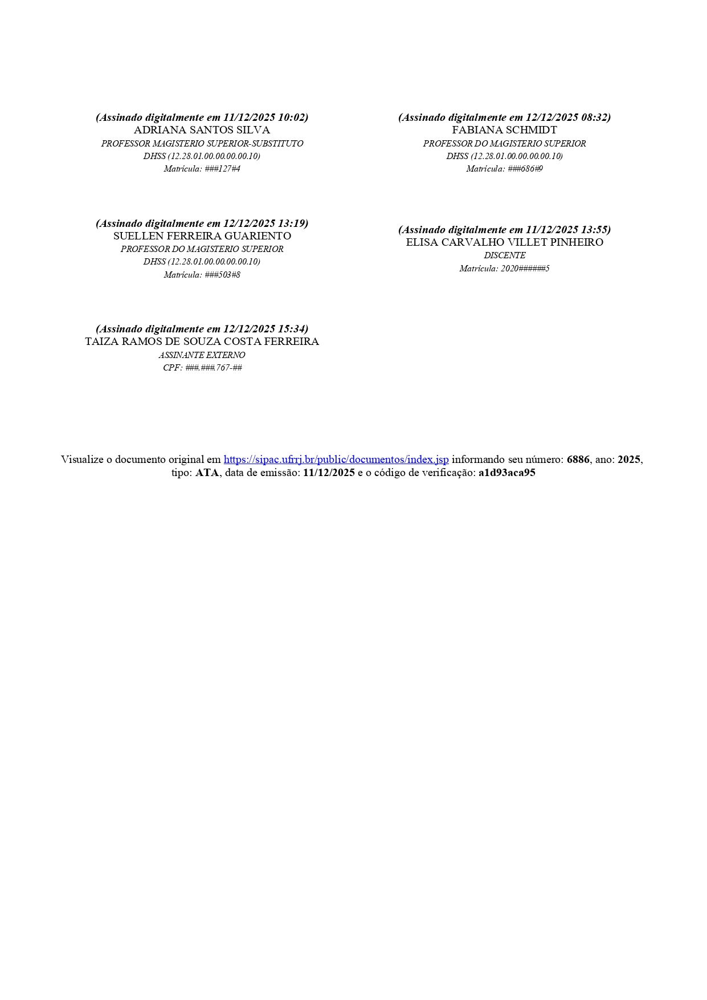 (Assinado digitalmente em 11/12/2025 10:02)
ADRIANA SANTOS SILVA
PROFESSOR MAGISTERIO SUPERIOR-SUBSTITUTO
DHSS (12.28.01.00.00.00.00.10)
Matrícula: ###127#4
(Assinado digitalmente em 12/12/2025 08:32)
FABIANA SCHMIDT
PROFESSOR DO MAGISTERIO SUPERIOR
DHSS (12.28.01.00.00.00.00.10)
Matrícula: ###686#9
(Assinado digitalmente em 12/12/2025 13:19)
SUELLEN FERREIRA GUARIENTO
PROFESSOR DO MAGISTERIO SUPERIOR
DHSS (12.28.01.00.00.00.00.10)
Matrícula: ###503#8
(Assinado digitalmente em 11/12/2025 13:55)
ELISA CARVALHO VILLET PINHEIRO
DISCENTE
Matrícula: 2020######5
(Assinado digitalmente em 12/12/2025 15:34)
TAIZA RAMOS DE SOUZA COSTA FERREIRA
ASSINANTE EXTERNO
CPF: ###.###.767-##
Visualize o documento original em https://sipac.ufrrj.br/public/documentos/index.jsp informando seu número: 6886, ano: 2025,
tipo: ATA, data de emissão: 11/12/2025 e o código de verificação: a1d93aca95